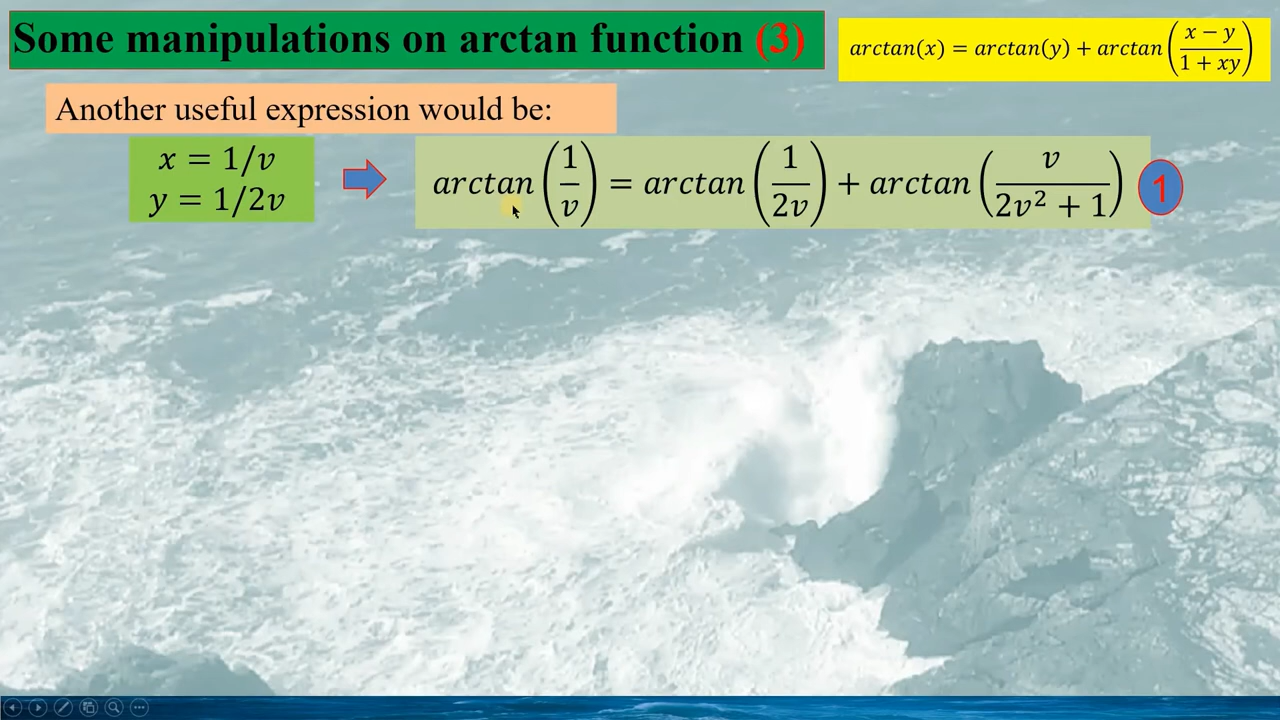 Some manipulations on arctan function (3)
arctan(x) = arctan(y) + arctan((x − y)/(1 + xy))
Another useful expression would be:
x = 1/v
y = 1/2v
arctan(1/v) = arctan(1/2v) + arctan(v/(2v² + 1))
1